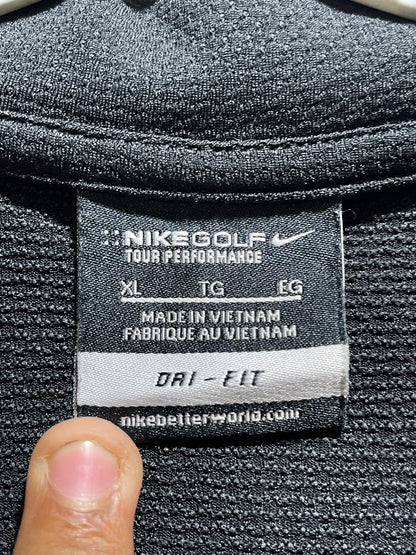 NIKEGOLF
TOUR PERFORMANCE
XL TG EG
MADE IN VIETNAM
FABRIQUE AU VIETNAM
DRI-FIT
nikebetterworld.com